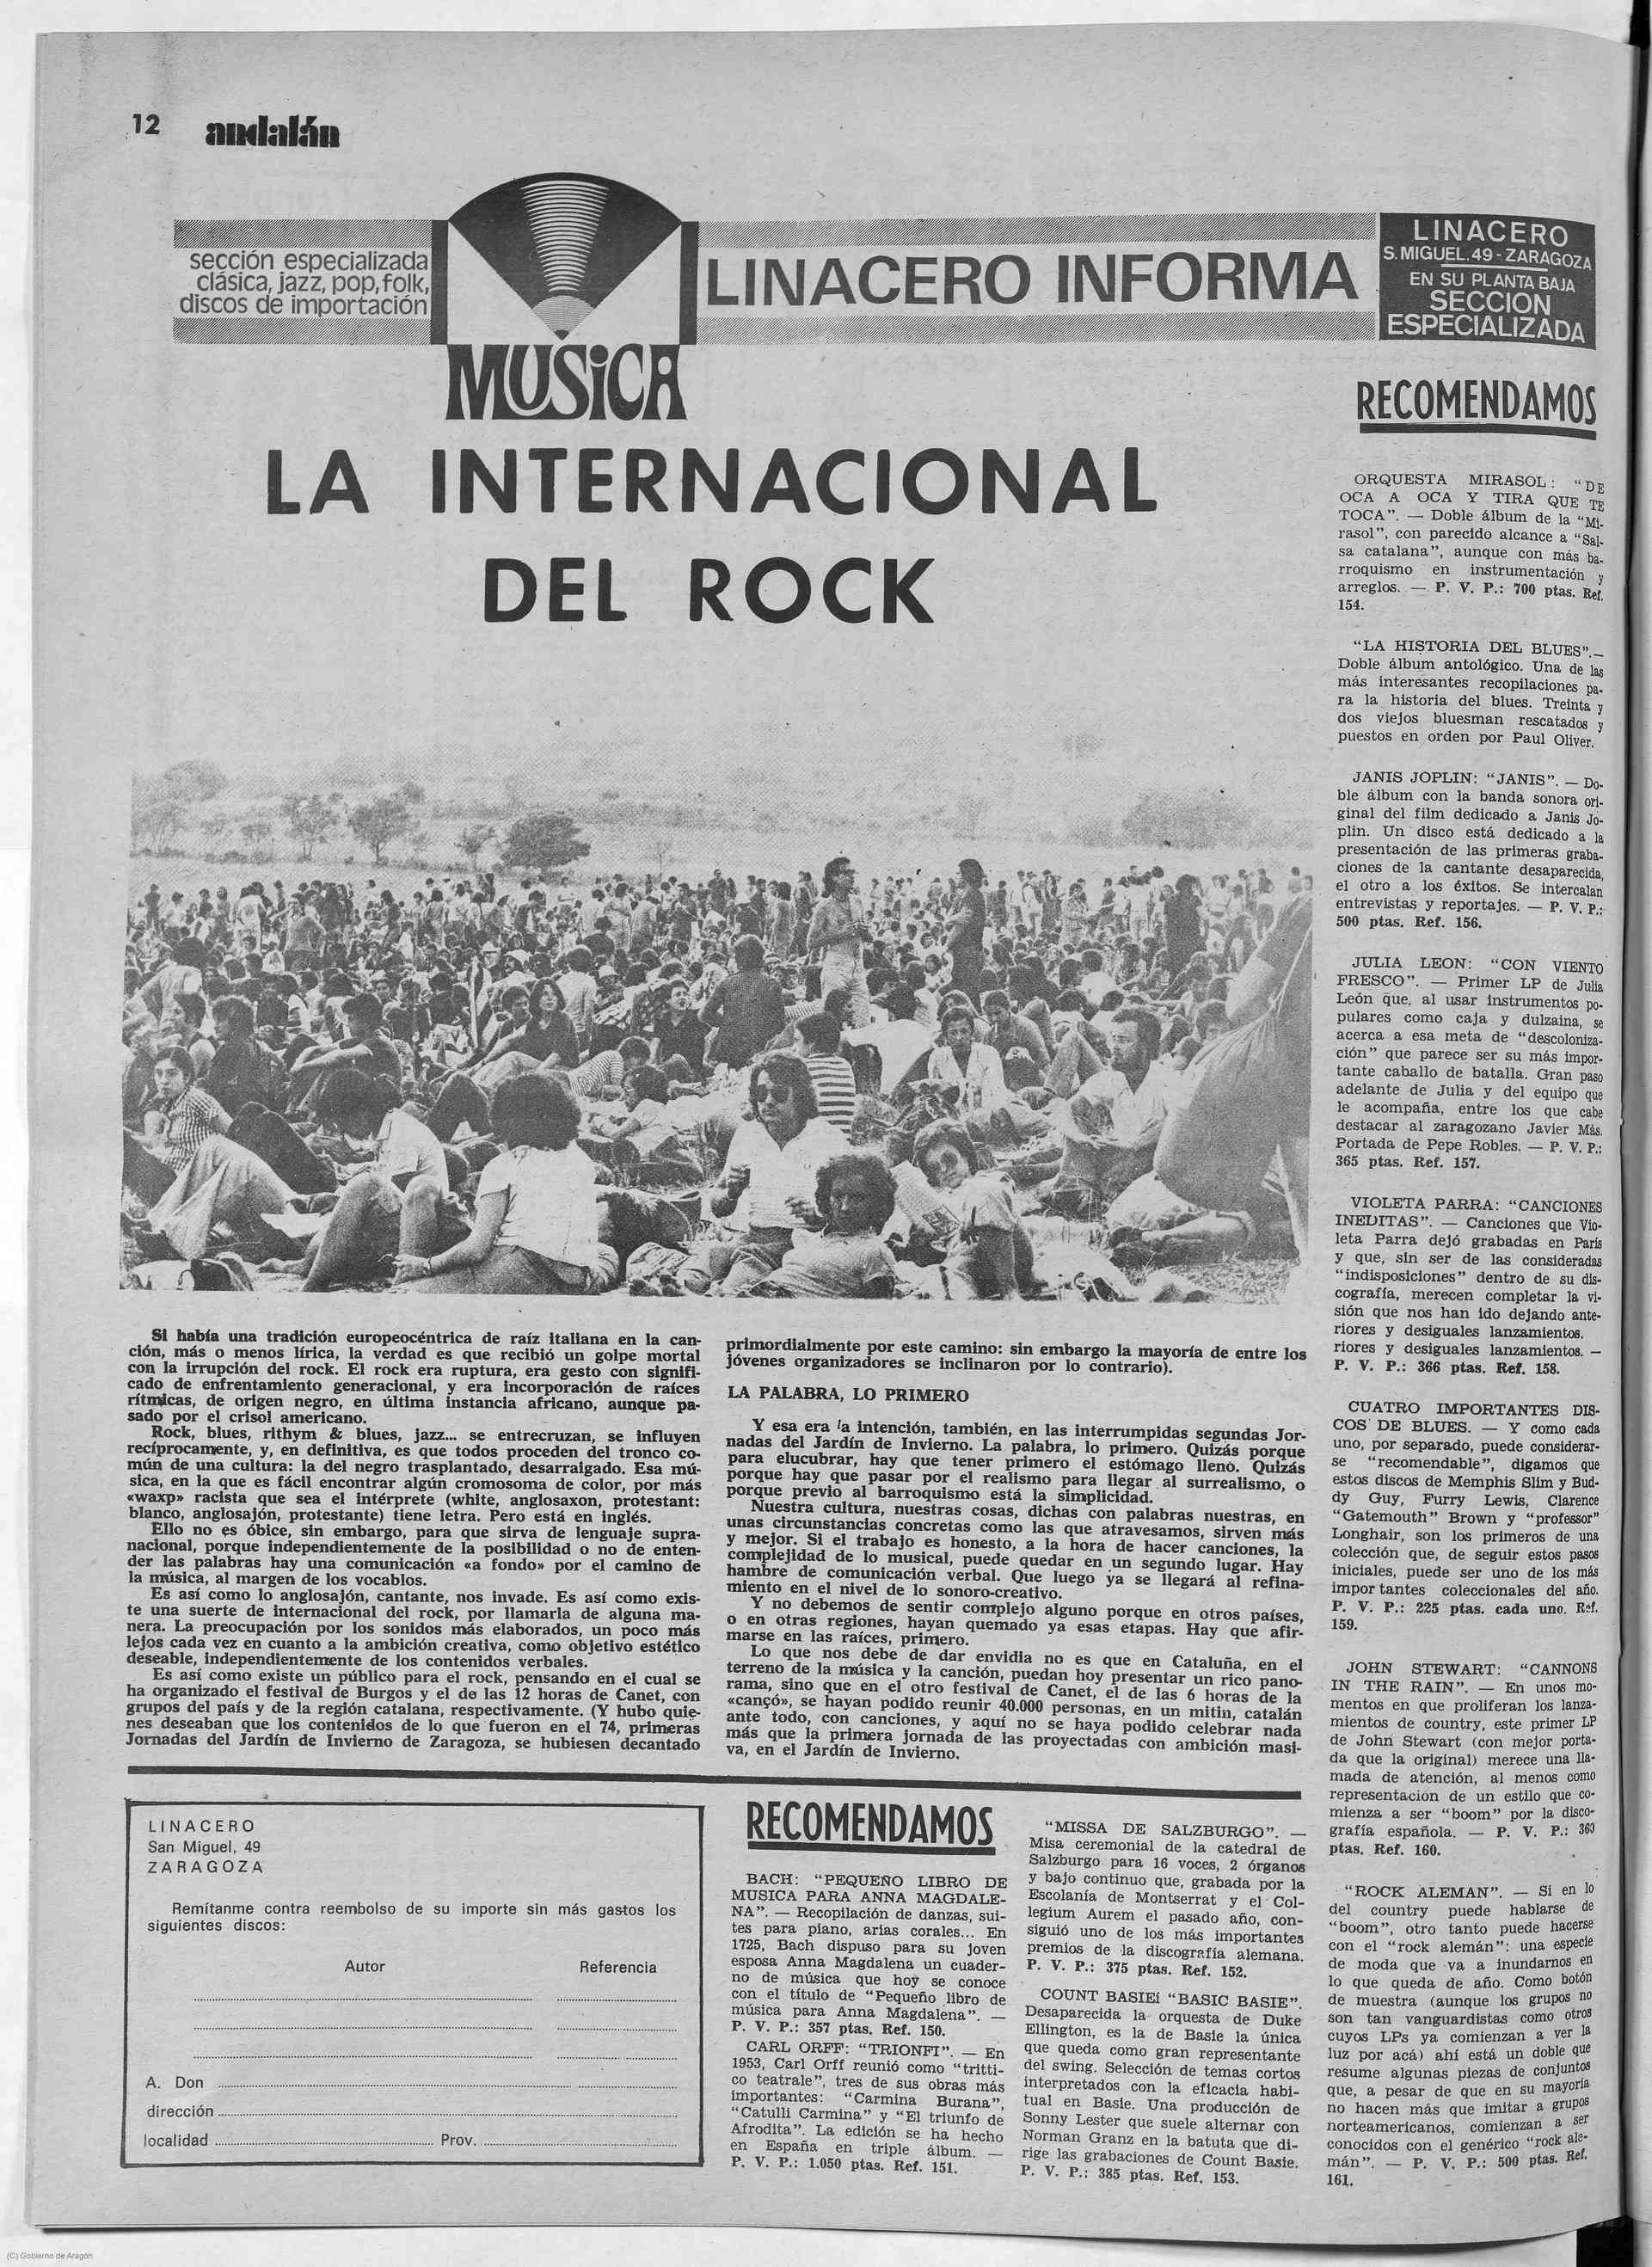 12
andalán
sección especializada
clásica, jazz, pop, folk,
discos de importación
MUSiCA
LINACERO INFORMA
LINACERO
S. MIGUEL, 49 - ZARAGOZA
EN SU PLANTA BAJA
SECCION
ESPECIALIZADA
LA INTERNACIONAL
DEL ROCK
Si había una tradición europeocéntrica de raíz italiana en la can-
ción, más o menos lírica, la verdad es que recibió un golpe mortal
con la irrupción del rock. El rock era ruptura, era gesto con signifi-
cado de enfrentamiento generacional, y era incorporación de raíces
rítmicas, de origen negro, en última instancia africano, aunque pa-
sado por el crisol americano.
Rock, blues, rithym & blues, jazz... se entrecruzan, se influyen
recíprocamente, y, en definitiva, es que todos proceden del tronco co-
mún de una cultura: la del negro trasplantado, desarraigado. Esa mú-
sica, en la que es fácil encontrar algún cromosoma de color, por más
«waxp» racista que sea el intérprete (white, anglosaxon, protestant:
blanco, anglosajón, protestante) tiene letra. Pero está en inglés.
Ello no es óbice, sin embargo, para que sirva de lenguaje supra-
nacional, porque independientemente de la posibilidad o no de enten-
der las palabras hay una comunicación «a fondo» por el camino de
la música, al margen de los vocablos.
Es así como lo anglosajón, cantante, nos invade. Es así como exis-
te una suerte de internacional del rock, por llamarla de alguna ma-
nera. La preocupación por los sonidos más elaborados, un poco más
lejos cada vez en cuanto a la ambición creativa, como objetivo estético
deseable, independientemente de los contenidos verbales.
Es así como existe un público para el rock, pensando en el cual se
ha organizado el festival de Burgos y el de las 12 horas de Canet, con
grupos del país y de la región catalana, respectivamente. (Y hubo quie-
nes deseaban que los contenidos de lo que fueron en el 74, primeras
Jornadas del Jardín de Invierno de Zaragoza, se hubiesen decantado
primordialmente por este camino: sin embargo la mayoría de entre los
jóvenes organizadores se inclinaron por lo contrario).
LA PALABRA, LO PRIMERO
Y esa era la intención, también, en las interrumpidas segundas Jor-
nadas del Jardín de Invierno. La palabra, lo primero. Quizás porque
para elucubrar, hay que tener primero el estómago lleno. Quizás
porque hay que pasar por el realismo para llegar al surrealismo, o
porque previo al barroquismo está la simplicidad.
Nuestra cultura, nuestras cosas, dichas con palabras nuestras, en
unas circunstancias concretas como las que atravesamos, sirven más
y mejor. Si el trabajo es honesto, a la hora de hacer canciones, la
complejidad de lo musical, puede quedar en un segundo lugar. Hay
hambre de comunicación verbal. Que luego ya se llegará al refina-
miento en el nivel de lo sonoro-creativo.
Y no debemos de sentir complejo alguno porque en otros países,
o en otras regiones, hayan quemado ya esas etapas. Hay que afir-
marse en las raíces, primero.
Lo que nos debe de dar envidia no es que en Cataluña, en el
terreno de la música y la canción, puedan hoy presentar un rico pano-
rama, sino que en el otro festival de Canet, el de las 6 horas de la
«cançó», se hayan podido reunir 40.000 personas, en un mitin, catalán
ante todo, con canciones, y aquí no se haya podido celebrar nada
más que la primera jornada de las proyectadas con ambición masi-
va, en el Jardín de Invierno.
LINACERO
San Miguel, 49
ZARAGOZA
Remítanme contra reembolso de su importe sin más gastos los
siguientes discos:
Autor Referencia
A. Don
dirección
localidad Prov.
RECOMENDAMOS
BACH: "PEQUEÑO LIBRO DE
MUSICA PARA ANNA MAGDALE-
NA". — Recopilación de danzas, sui-
tes para piano, arias corales... En
1725, Bach dispuso para su joven
esposa Anna Magdalena un cuader-
no de música que hoy se conoce
con el título de "Pequeño libro de
música para Anna Magdalena". —
P. V. P.: 357 ptas. Ref. 150.
CARL ORFF: "TRIONFI". — En
1953, Carl Orff reunió como "tritti-
co teatrale", tres de sus obras más
importantes: "Carmina Burana",
"Catulli Carmina" y "El triunfo de
Afrodita". La edición se ha hecho
en España en triple álbum. —
P. V. P.: 1.050 ptas. Ref. 151.
"MISSA DE SALZBURGO". —
Misa ceremonial de la catedral de
Salzburgo para 16 voces, 2 órganos
y bajo continuo que, grabada por la
Escolanía de Montserrat y el Col-
legium Aurem el pasado año, con-
siguió uno de los más importantes
premios de la discografía alemana.
P. V. P.: 375 ptas. Ref. 152.
COUNT BASIEí "BASIC BASIE".
Desaparecida la orquesta de Duke
Ellington, es la de Basie la única
que queda como gran representante
del swing. Selección de temas cortos
interpretados con la eficacia habi-
tual en Basie. Una producción de
Sonny Lester que suele alternar con
Norman Granz en la batuta que di-
rige las grabaciones de Count Basie.
P. V. P.: 385 ptas. Ref. 153.
RECOMENDAMOS
ORQUESTA MIRASOL: "DE
OCA A OCA Y TIRA QUE TE
TOCA". — Doble álbum de la "Mi-
rasol", con parecido alcance a "Sal-
sa catalana", aunque con más ba-
rroquismo en instrumentación y
arreglos. — P. V. P.: 700 ptas. Ref.
154.
"LA HISTORIA DEL BLUES".—
Doble álbum antológico. Una de las
más interesantes recopilaciones pa-
ra la historia del blues. Treinta y
dos viejos bluesman rescatados y
puestos en orden por Paul Oliver.
JANIS JOPLIN: "JANIS". — Do-
ble álbum con la banda sonora ori-
ginal del film dedicado a Janis Jo-
plin. Un disco está dedicado a la
presentación de las primeras graba-
ciones de la cantante desaparecida,
el otro a los éxitos. Se intercalan
entrevistas y reportajes. — P. V. P.:
500 ptas. Ref. 156.
JULIA LEON: "CON VIENTO
FRESCO". — Primer LP de Julia
León que, al usar instrumentos po-
pulares como caja y dulzaina, se
acerca a esa meta de "descoloniza-
ción" que parece ser su más impor-
tante caballo de batalla. Gran paso
adelante de Julia y del equipo que
le acompaña, entre los que cabe
destacar al zaragozano Javier Más.
Portada de Pepe Robles. — P. V. P.:
365 ptas. Ref. 157.
VIOLETA PARRA: "CANCIONES
INEDITAS". — Canciones que Vio-
leta Parra dejó grabadas en París
y que, sin ser de las consideradas
"indisposiciones" dentro de su dis-
cografía, merecen completar la vi-
sión que nos han ido dejando ante-
riores y desiguales lanzamientos.
riores y desiguales lanzamientos. —
P. V. P.: 366 ptas. Ref. 158.
CUATRO IMPORTANTES DIS-
COS DE BLUES. — Y como cada
uno, por separado, puede considerar-
se "recomendable", digamos que
estos discos de Memphis Slim y Bud-
dy Guy, Furry Lewis, Clarence
"Gatemouth" Brown y "professor"
Longhair, son los primeros de una
colección que, de seguir estos pasos
iniciales, puede ser uno de los más
impor tantes coleccionales del año.
P. V. P.: 225 ptas. cada uno. Ref.
159.
JOHN STEWART: "CANNONS
IN THE RAIN". — En unos mo-
mentos en que proliferan los lanza-
mientos de country, este primer LP
de John Stewart (con mejor porta-
da que la original) merece una lla-
mada de atención, al menos como
representación de un estilo que co-
mienza a ser "boom" por la disco-
grafía española. — P. V. P.: 360
ptas. Ref. 160.
"ROCK ALEMAN". — Si en lo
del country puede hablarse de
"boom", otro tanto puede hacerse
con el "rock alemán": una especie
de moda que va a inundarnos en
lo que queda de año. Como botón
de muestra (aunque los grupos no
son tan vanguardistas como otros
cuyos LPs ya comienzan a ver la
luz por acá) ahí está un doble que
resume algunas piezas de conjuntos
que, a pesar de que en su mayoría
no hacen más que imitar a grupos
norteamericanos, comienzan a ser
conocidos con el genérico "rock ale-
mán". — P. V. P.: 500 ptas. Ref.
161.
(C) Gobierno de Aragón